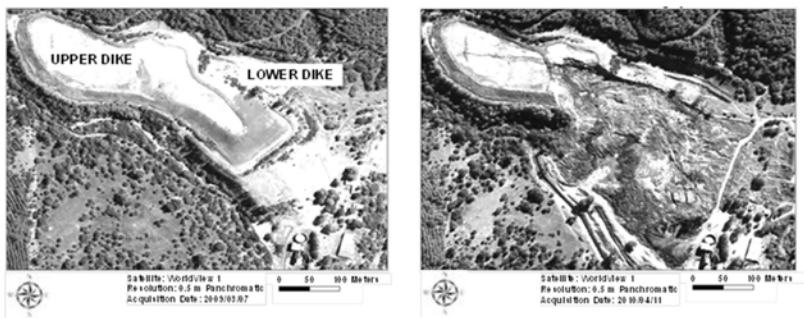 UPPER DIKE
LOWER DIKE
Satellite: WorldView 1
Resolution: 0.5 m Panchromatic
Acquisition Date: 2009/03/07
0 50 100 Meters
Satellite: WorldView 1
Resolution: 0.5 m Panchromatic
Acquisition Date: 2010/04/11
0 50 100 Meters